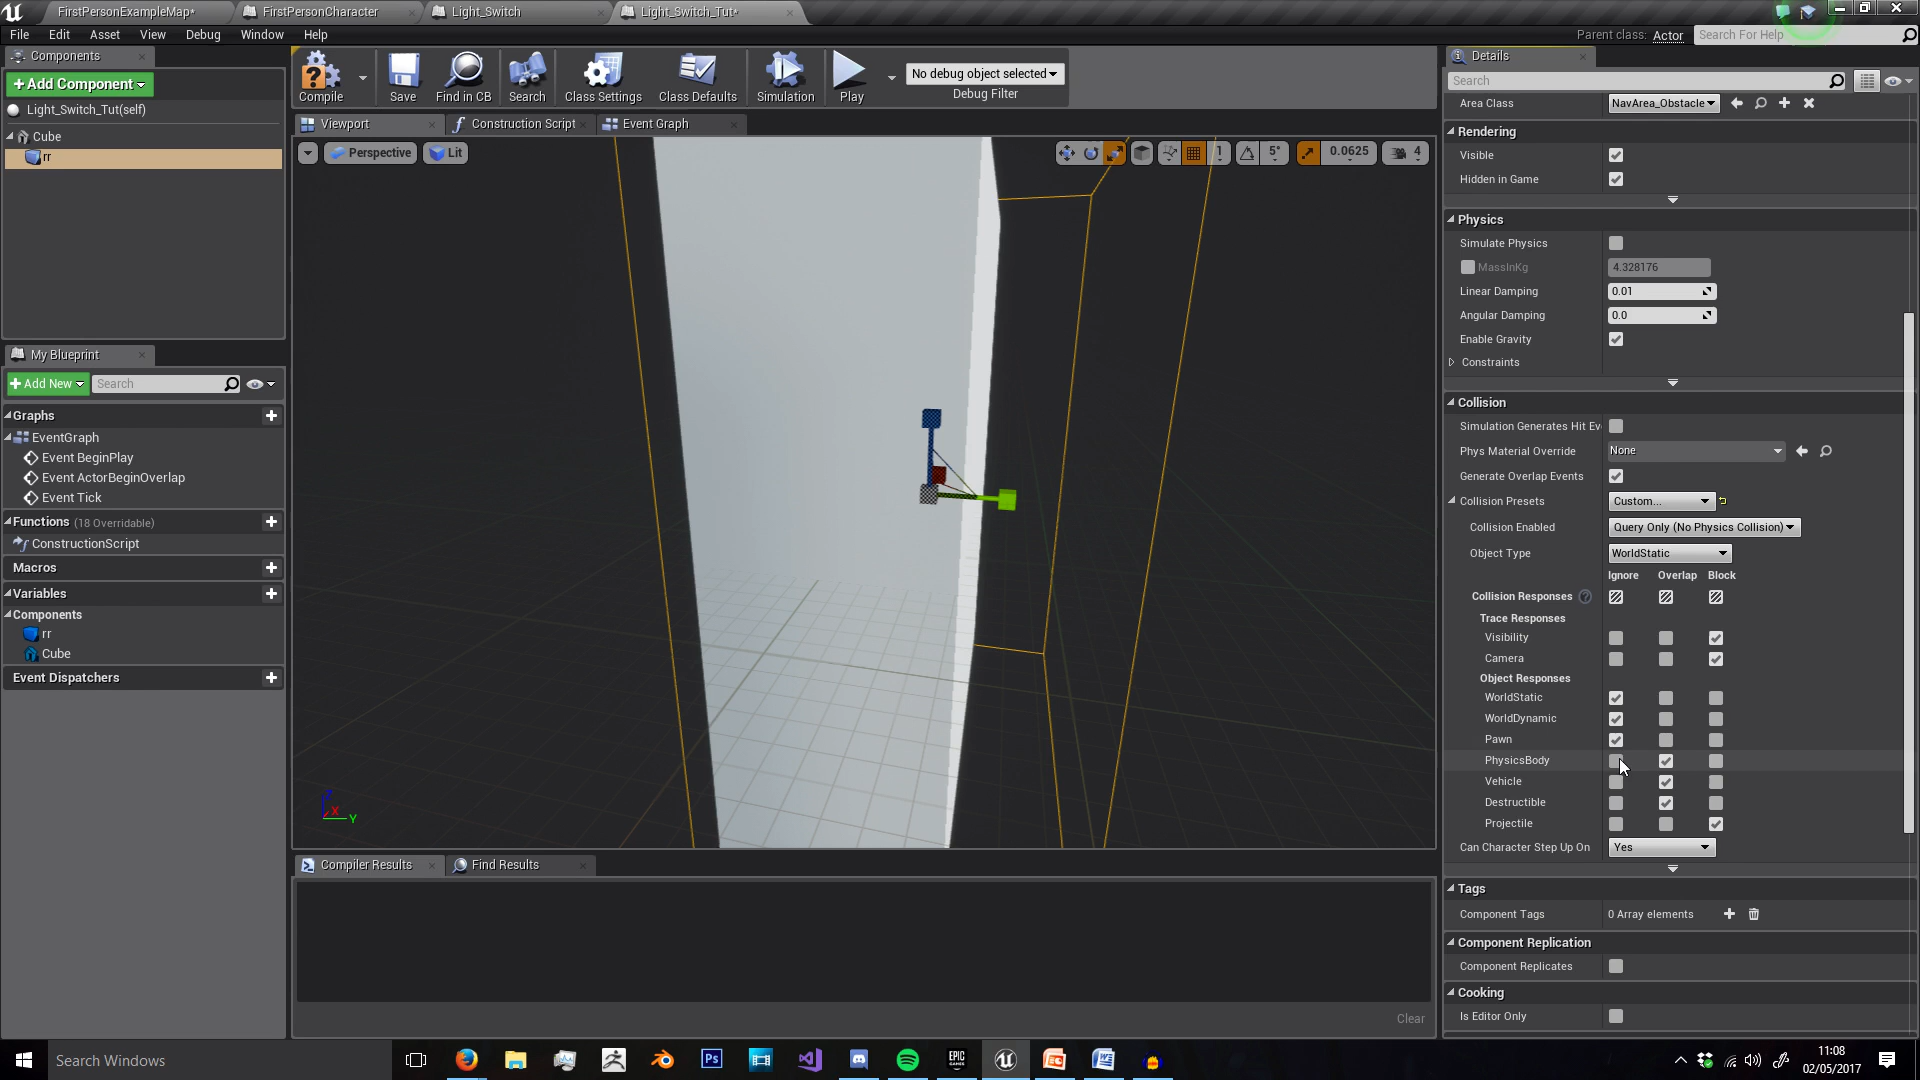 FirstPersonExampleMap*
FirstPersonCharacter
Light_Switch
Light_Switch_Tut*
File Edit Asset View Debug Window Help
Parent class: Actor
Search For Help
Components
+ Add Component
Light_Switch_Tut(self)
Cube
rr
Compile
Save
Find in CB
Search
Class Settings
Class Defaults
Simulation
Play
No debug object selected
Debug Filter
Viewport
Construction Script
Event Graph
Perspective
Lit
1
5°
0.0625
4
X
Y
My Blueprint
+ Add New
Search
Graphs
EventGraph
Event BeginPlay
Event ActorBeginOverlap
Event Tick
Functions (18 Overridable)
ConstructionScript
Macros
Variables
Components
rr
Cube
Event Dispatchers
Compiler Results
Find Results
Clear
Details
Search
Area Class NavArea_Obstacle
Rendering
Visible
Hidden in Game
Physics
Simulate Physics
MassInKg 4.328176
Linear Damping 0.01
Angular Damping 0.0
Enable Gravity
Constraints
Collision
Simulation Generates Hit Ev
Phys Material Override None
Generate Overlap Events
Collision Presets Custom...
Collision Enabled Query Only (No Physics Collision)
Object Type WorldStatic
Ignore Overlap Block
Collision Responses
Trace Responses
Visibility
Camera
Object Responses
WorldStatic
WorldDynamic
Pawn
PhysicsBody
Vehicle
Destructible
Projectile
Can Character Step Up On Yes
Tags
Component Tags 0 Array elements
Component Replication
Component Replicates
Cooking
Is Editor Only
Search Windows
Ps
EPIC
GAMES
11:08
02/05/2017